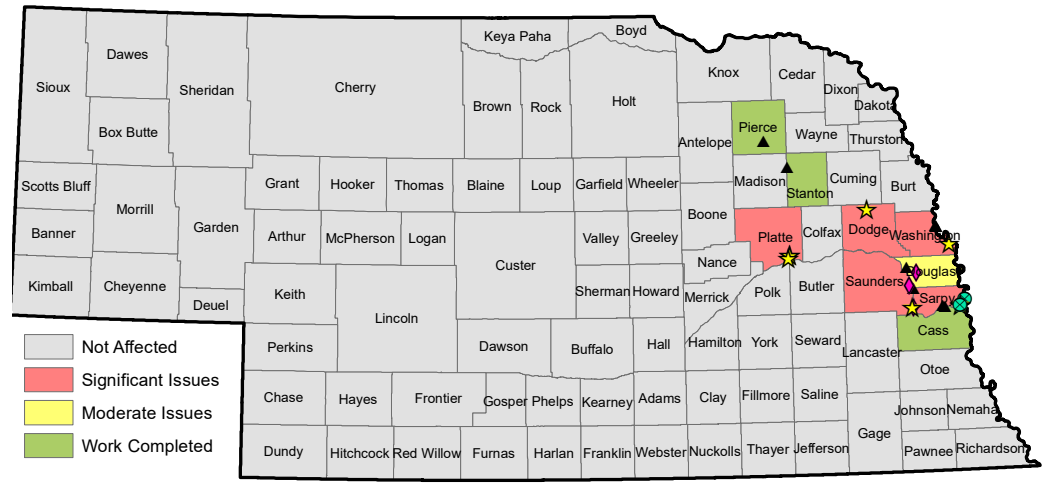 Keya Paha
Boyd
Dawes
Knox
Cedar
Sioux
Sheridan
Cherry
Dixon
Brown
Rock
Holt
Dakota
Box Butte
Pierce
Wayne
Thurston
Antelope
Scotts Bluff
Grant
Hooker
Thomas
Blaine
Loup
Garfield
Wheeler
Madison
Stanton
Cuming
Burt
Morrill
Boone
Banner
Garden
Arthur
McPherson
Logan
Valley
Greeley
Platte
Colfax
Dodge
Washington
Custer
Nance
Kimball
Cheyenne
Keith
Sherman
Howard
Merrick
Polk
Butler
Saunders
Douglas
Sarpy
Deuel
Lincoln
Cass
Not Affected
Perkins
Dawson
Buffalo
Hall
Hamilton
York
Seward
Lancaster
Otoe
Significant Issues
Chase
Hayes
Frontier
Gosper
Phelps
Kearney
Adams
Clay
Fillmore
Saline
Moderate Issues
Johnson
Nemaha
Gage
Work Completed
Dundy
Hitchcock
Red Willow
Furnas
Harlan
Franklin
Webster
Nuckolls
Thayer
Jefferson
Pawnee
Richardson